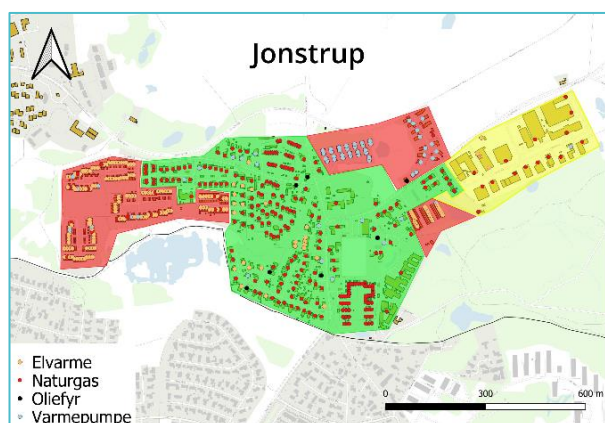 Jonstrup
Elvarme
Naturgas
Oliefyr
Varmepumpe
0 300 600 m